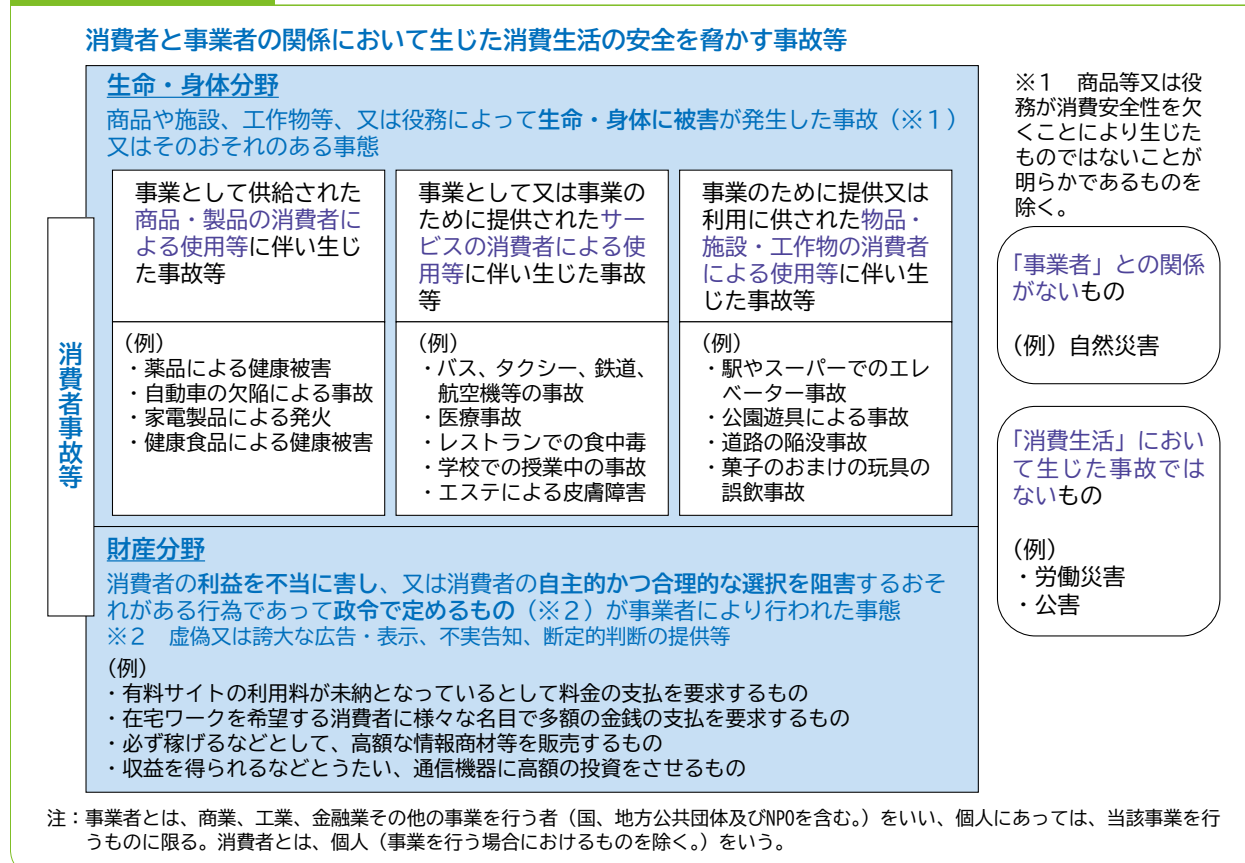 消費者と事業者の関係において生じた消費生活の安全を脅かす事故等
生命・身体分野
商品や施設、工作物等、又は役務によって生命・身体に被害が発生した事故（※１）
又はそのおそれのある事態
事業として供給された
商品・製品の消費者に
よる使用等に伴い生じ
た事故等
（例）
・薬品による健康被害
・自動車の欠陥による事故
・家電製品による発火
・健康食品による健康被害
事業として又は事業の
ために提供されたサー
ビスの消費者による使
用等に伴い生じた事故
等
（例）
・バス、タクシー、鉄道、
航空機等の事故
・医療事故
・レストランでの食中毒
・学校での授業中の事故
・エステによる皮膚障害
事業のために提供又は
利用に供された物品・
施設・工作物の消費者
による使用等に伴い生
じた事故等
（例）
・駅やスーパーでのエレ
ベーター事故
・公園遊具による事故
・道路の陥没事故
・菓子のおまけの玩具の
誤飲事故
消費者事故等
財産分野
消費者の利益を不当に害し、又は消費者の自主的かつ合理的な選択を阻害するおそ
れがある行為であって政令で定めるもの（※２）が事業者により行われた事態
※２　虚偽又は誇大な広告・表示、不実告知、断定的判断の提供等
（例）
・有料サイトの利用料が未納となっているとして料金の支払を要求するもの
・在宅ワークを希望する消費者に様々な名目で多額の金銭の支払を要求するもの
・必ず稼げるなどとして、高額な情報商材等を販売するもの
・収益を得られるなどとうたい、通信機器に高額の投資をさせるもの
※１　商品等又は役
務が消費安全性を欠
くことにより生じた
ものではないことが
明らかであるものを
除く。
「事業者」との関係
がないもの
（例）自然災害
「消費生活」におい
て生じた事故では
ないもの
（例）
・労働災害
・公害
注：事業者とは、商業、工業、金融業その他の事業を行う者（国、地方公共団体及びNPOを含む。）をいい、個人にあっては、当該事業を行
うものに限る。消費者とは、個人（事業を行う場合におけるものを除く。）をいう。